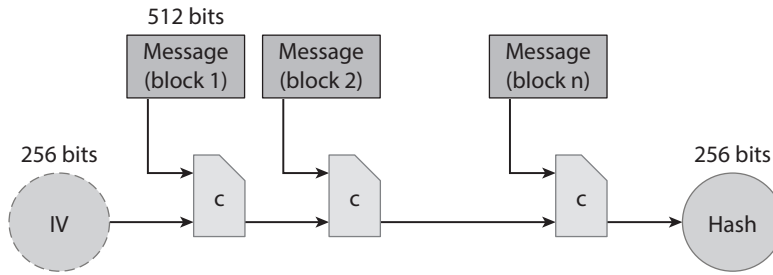 512 bits
Message
(block 1)
Message
(block 2)
Message
(block n)
256 bits
IV
c
c
c
256 bits
Hash